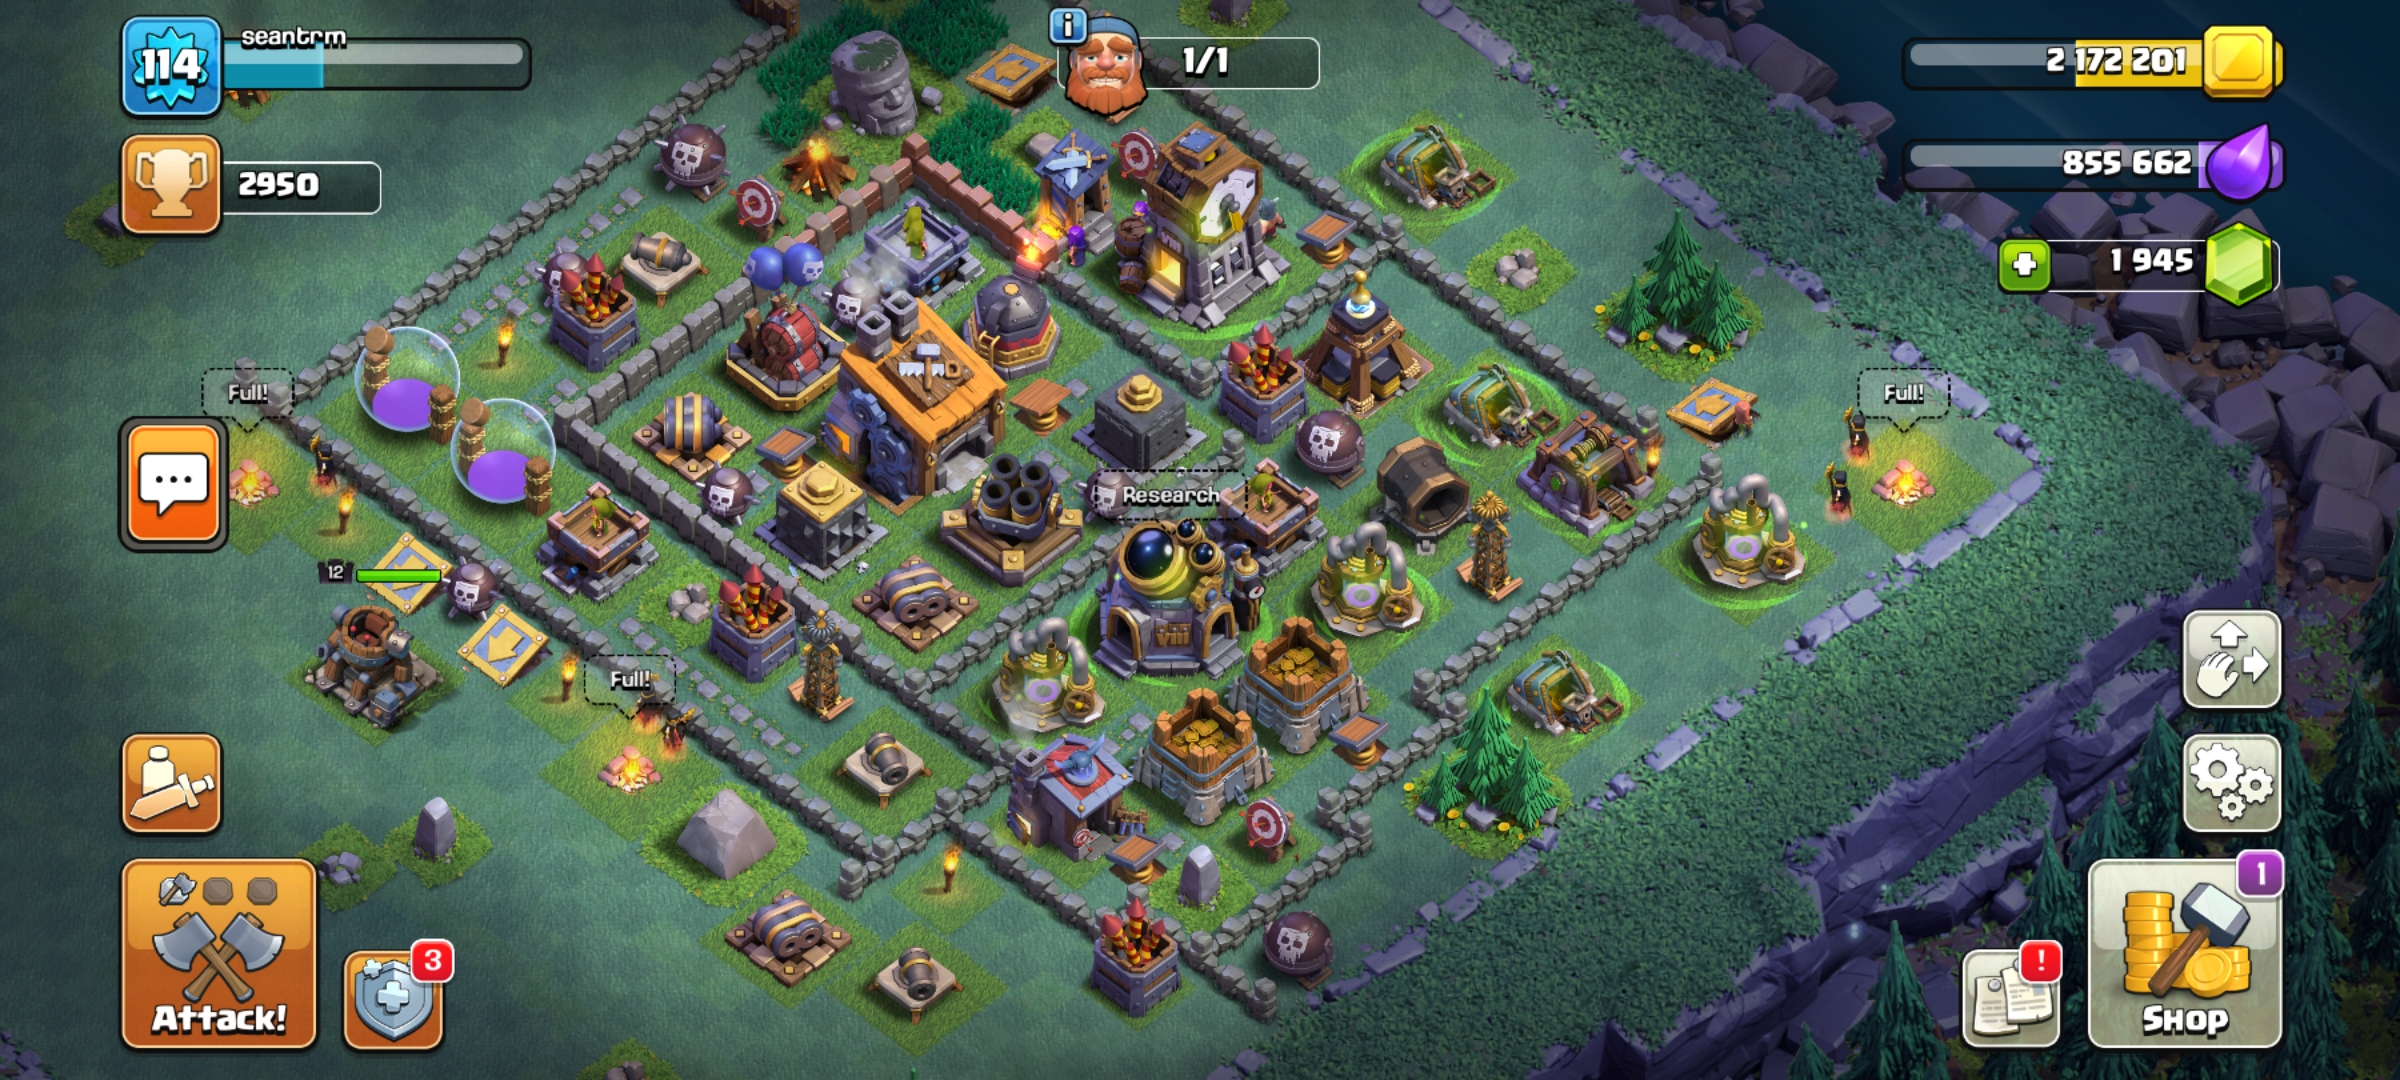 114
seantrm
i
1/1
2 172 201
2950
855 662
1 945
Full!
Full!
Research
12
VIII
Full!
1
3
!
Attack!
Shop